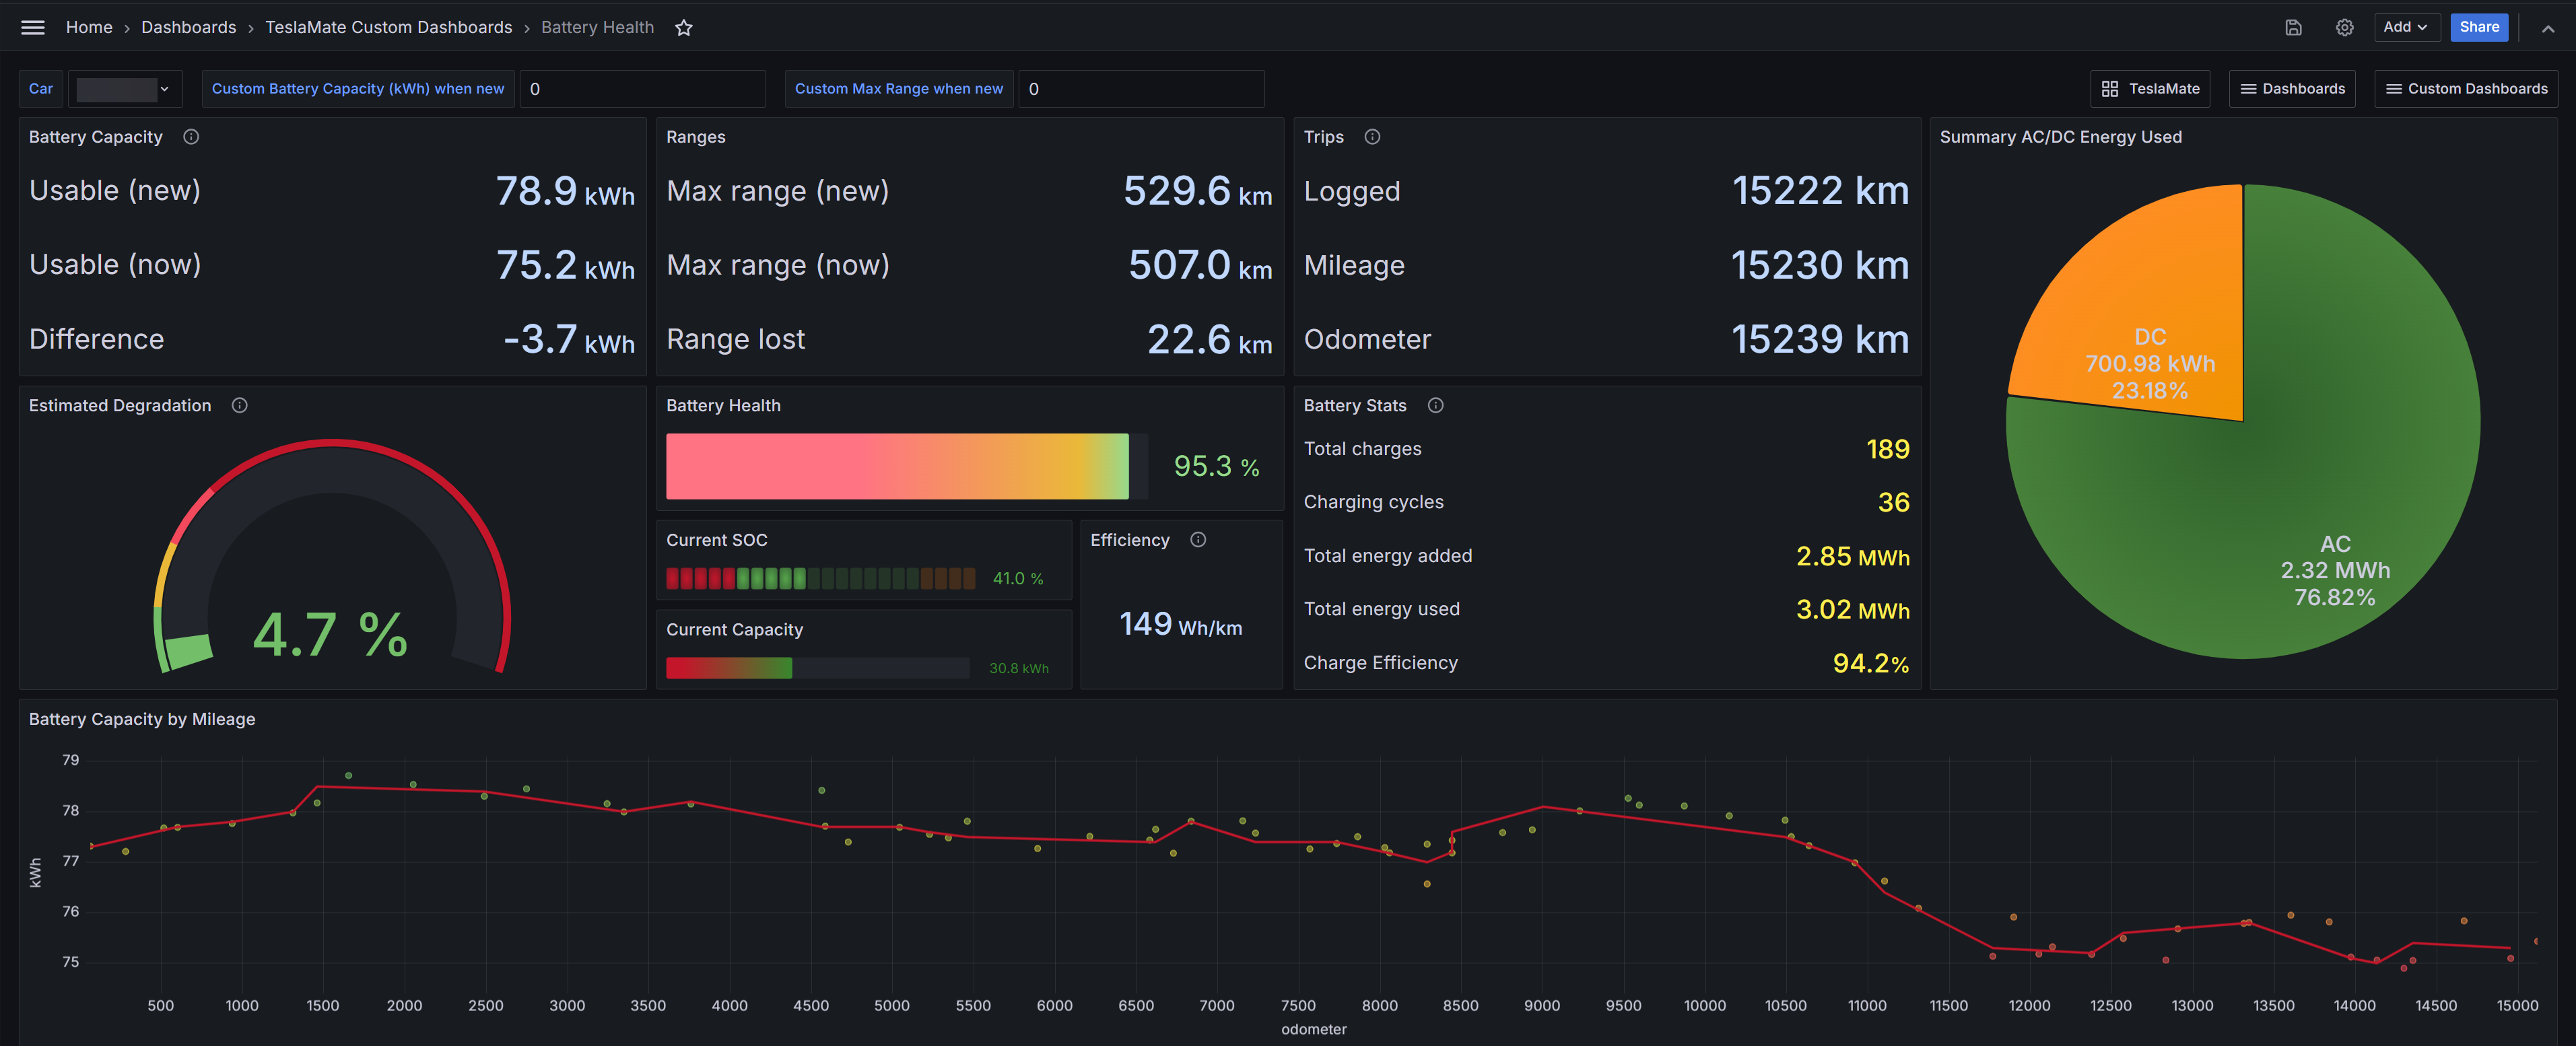 Home › Dashboards › TeslaMate Custom Dashboards › Battery Health
Add
Share
Car
Custom Battery Capacity (kWh) when new
0
Custom Max Range when new
0
TeslaMate
Dashboards
Custom Dashboards
Battery Capacity
Usable (new) 78.9 kWh
Usable (now) 75.2 kWh
Difference -3.7 kWh
Ranges
Max range (new) 529.6 km
Max range (now) 507.0 km
Range lost 22.6 km
Trips
Logged 15222 km
Mileage 15230 km
Odometer 15239 km
Summary AC/DC Energy Used
DC
700.98 kWh
23.18%
AC
2.32 MWh
76.82%
Estimated Degradation
4.7 %
Battery Health
95.3 %
Current SOC
41.0 %
Current Capacity
30.8 kWh
Efficiency
149 Wh/km
Battery Stats
Total charges 189
Charging cycles 36
Total energy added 2.85 MWh
Total energy used 3.02 MWh
Charge Efficiency 94.2%
Battery Capacity by Mileage
79
78
77
76
75
kWh
500 1000 1500 2000 2500 3000 3500 4000 4500 5000 5500 6000 6500 7000 7500 8000 8500 9000 9500 10000 10500 11000 11500 12000 12500 13000 13500 14000 14500 15000
odometer